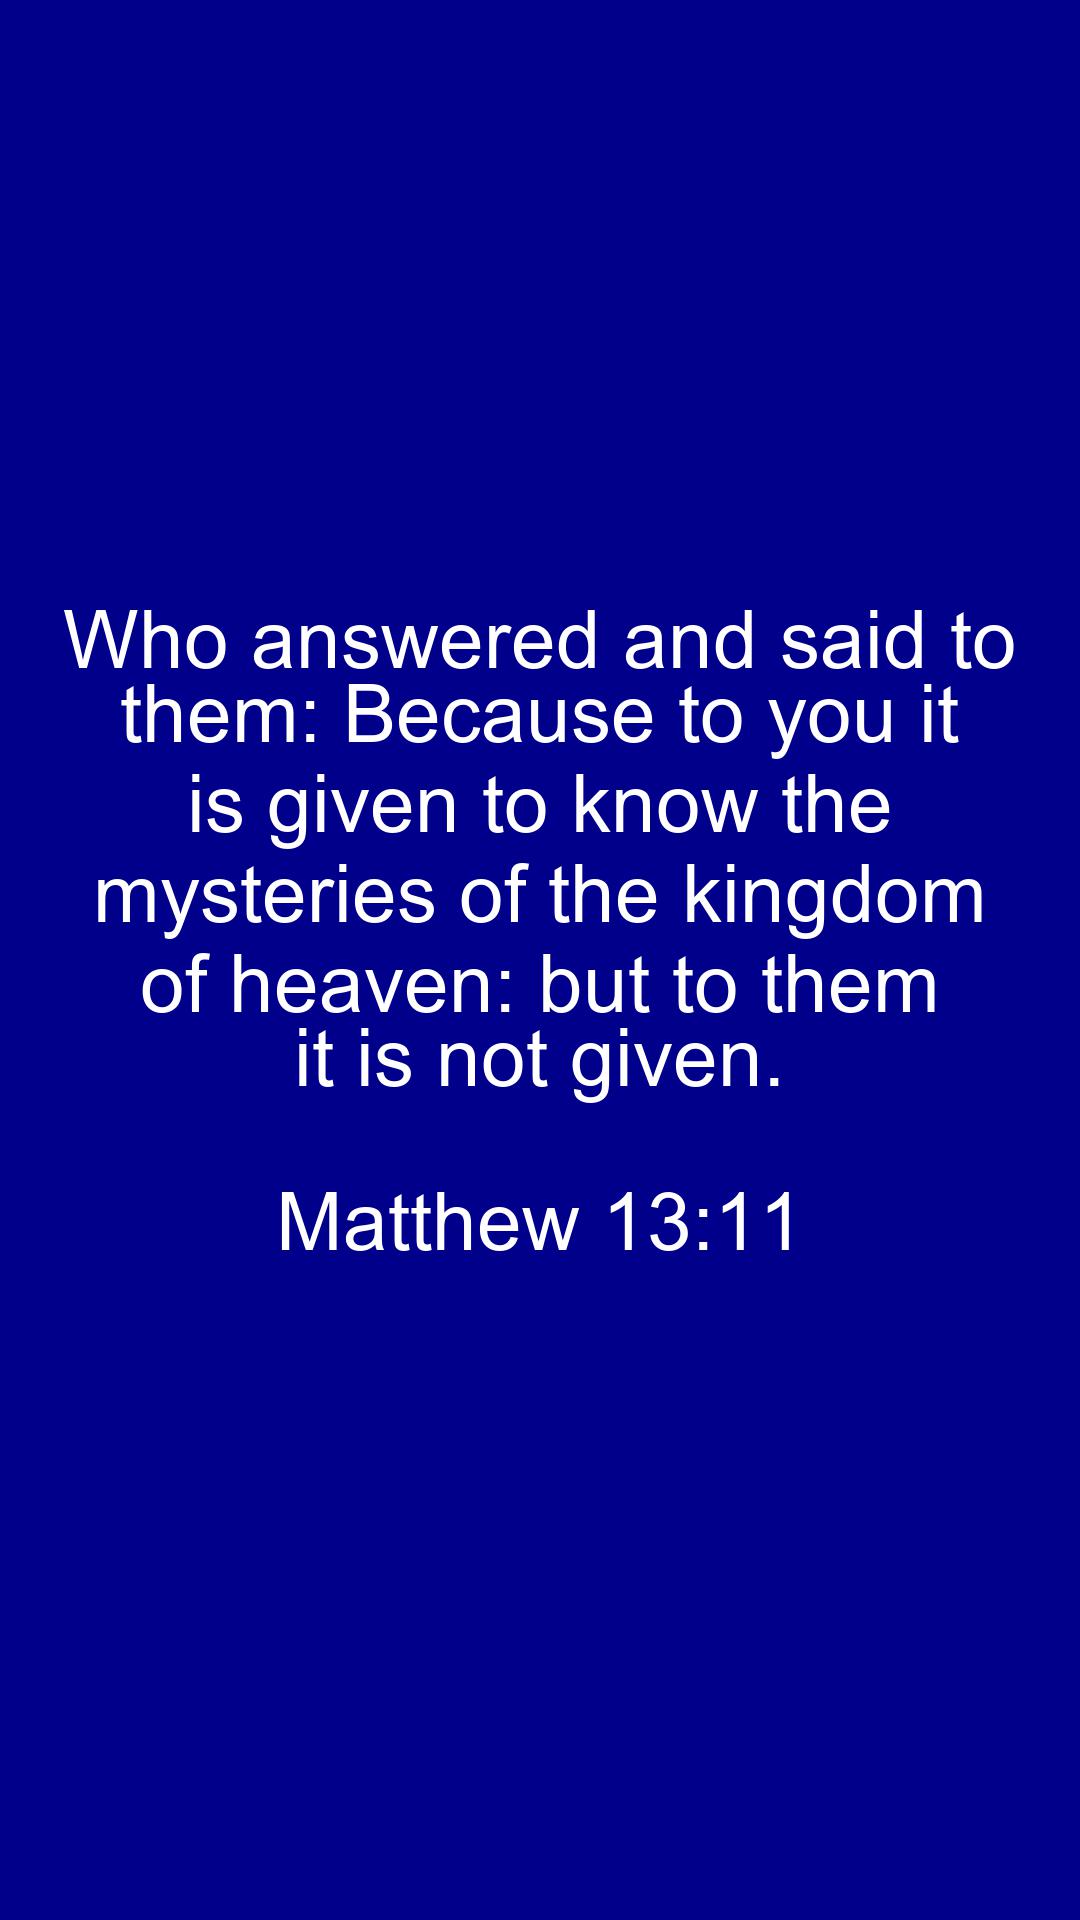 Who answered and said to
them: Because to you it
is given to know the
mysteries of the kingdom
of heaven: but to them
it is not given.
Matthew 13:11